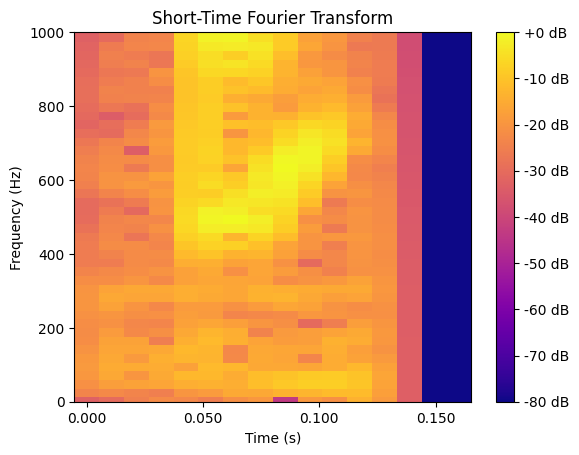 Short-Time Fourier Transform
1000
800
600
400
200
0
Frequency (Hz)
0.000
0.050
0.100
0.150
Time (s)
+0 dB
-10 dB
-20 dB
-30 dB
-40 dB
-50 dB
-60 dB
-70 dB
-80 dB